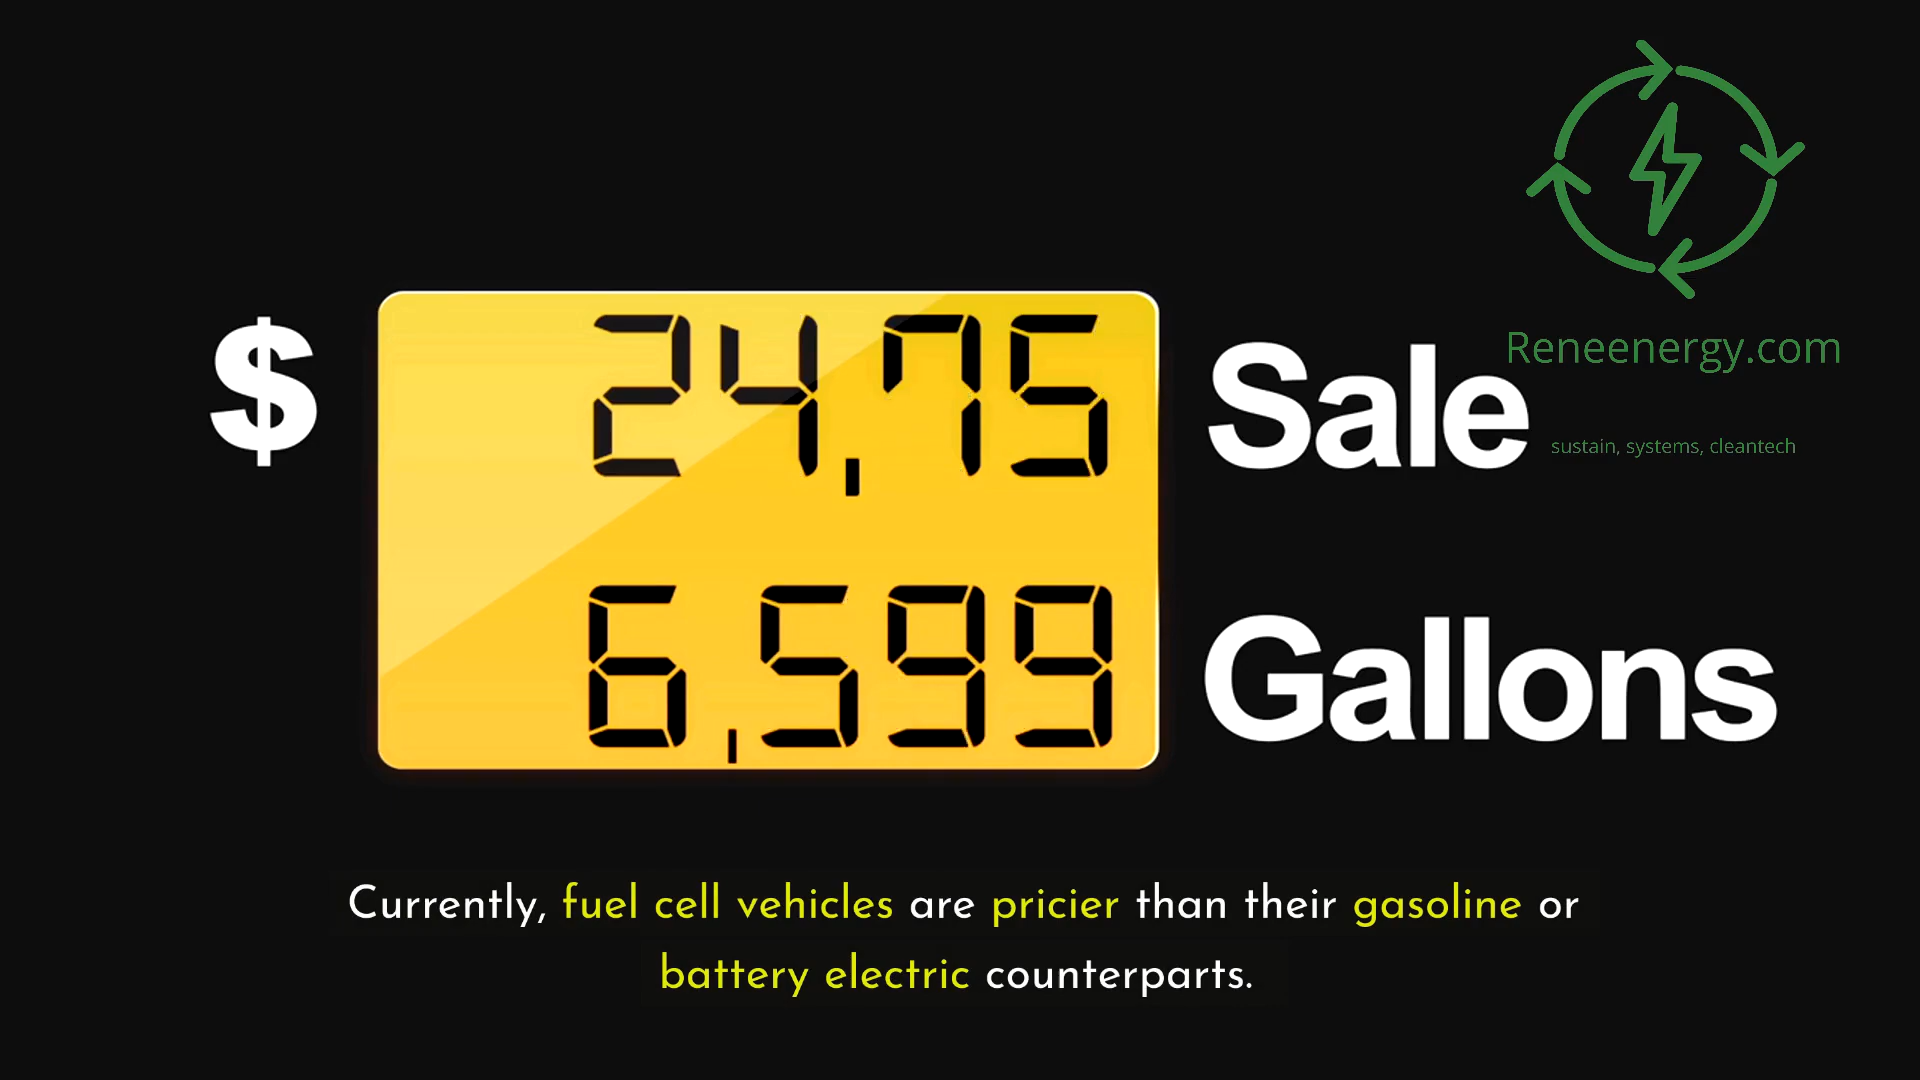 Reneenergy.com
$ 24,75 Sale
sustain, systems, cleantech
6,599 Gallons
Currently, fuel cell vehicles are pricier than their gasoline or
battery electric counterparts.